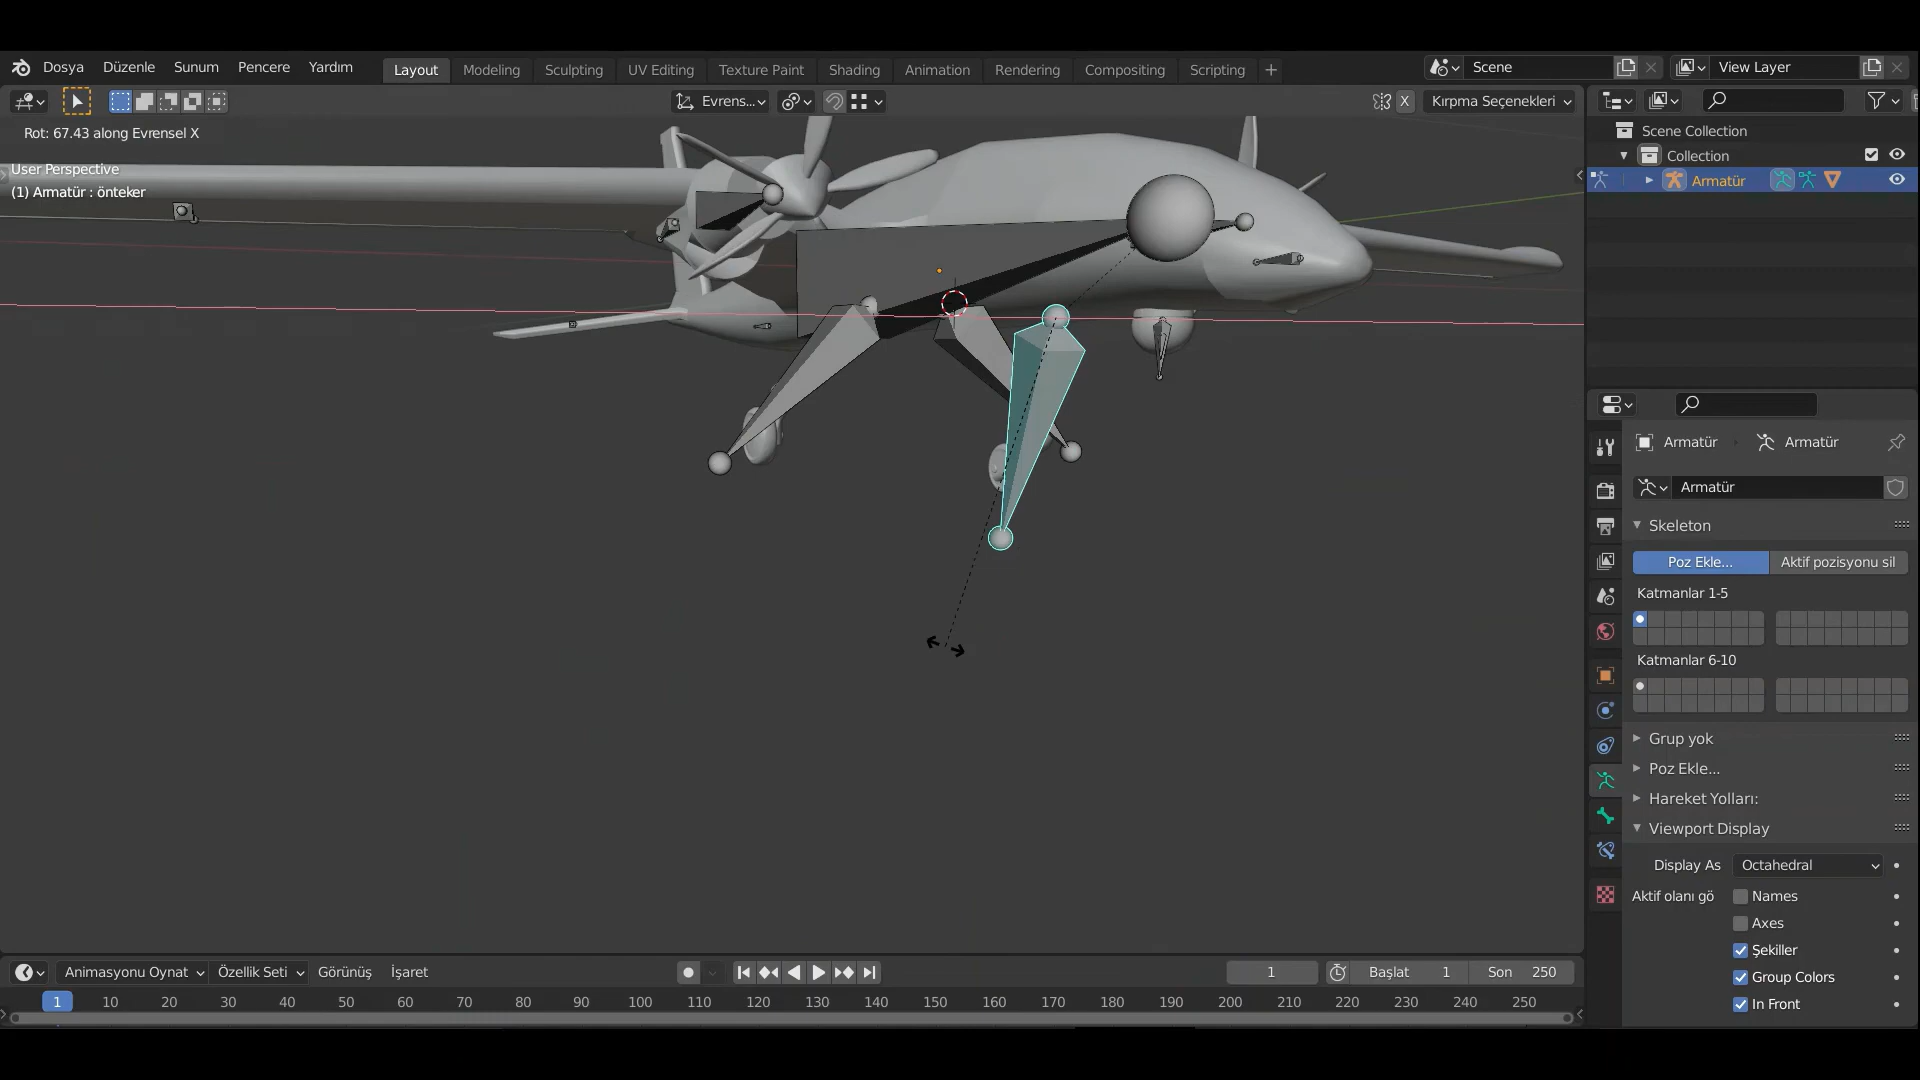 Dosya Düzenle Sunum Pencere Yardım Layout Modeling Sculpting UV Editing Texture Paint Shading Animation Rendering Compositing Scripting + Scene View Layer
Evrens... X Kırpma Seçenekleri
Rot: 67.43 along Evrensel X
User Perspective
(1) Armatür : önteker
Scene Collection
Collection
Armatür
Armatür Armatür
Armatür
Skeleton
Poz Ekle... Aktif pozisyonu sil
Katmanlar 1-5
Katmanlar 6-10
Grup yok
Poz Ekle...
Hareket Yolları:
Viewport Display
Display As Octahedral
Aktif olanı gö Names
Axes
Şekiller
Group Colors
In Front
Animasyonu Oynat Özellik Seti Görünüş İşaret 1 Başlat 1 Son 250
1 10 20 30 40 50 60 70 80 90 100 110 120 130 140 150 160 170 180 190 200 210 220 230 240 250